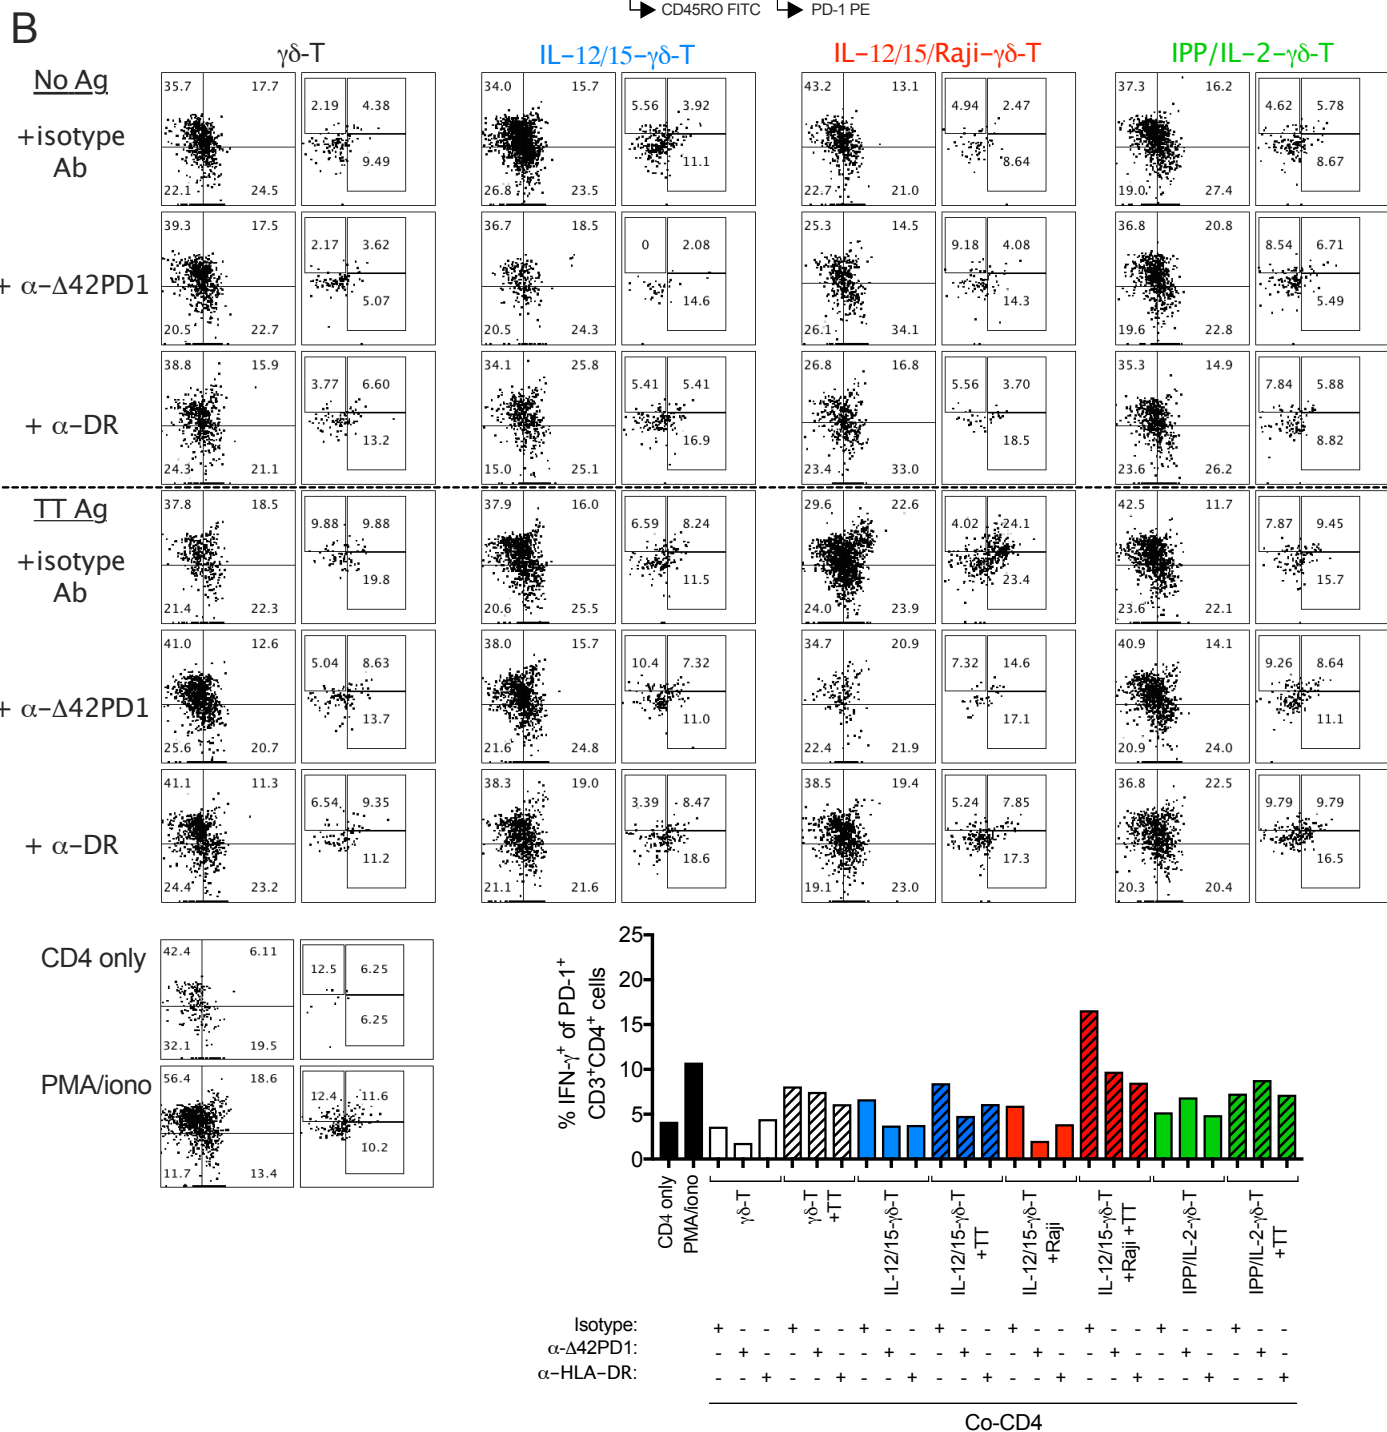 CD45RO FITC PD-1 PE
B
γδ-T IL-12/15-γδ-T IL-12/15/Raji-γδ-T IPP/IL-2-γδ-T
No Ag
+isotype Ab
35.7 17.7 2.19 4.38 34.0 15.7 5.56 3.92 43.2 13.1 4.94 2.47 37.3 16.2 4.62 5.78
9.49 11.1 8.64 8.67
22.1 24.5 26.8 23.5 22.7 21.0 19.0 27.4
+ α-Δ42PD1
39.3 17.5 2.17 3.62 36.7 18.5 0 2.08 25.3 14.5 9.18 4.08 36.8 20.8 8.54 6.71
5.07 14.6 14.3 5.49
20.5 22.7 20.5 24.3 26.1 34.1 19.6 22.8
+ α-DR
38.8 15.9 3.77 6.60 34.1 25.8 5.41 5.41 26.8 16.8 5.56 3.70 35.3 14.9 7.84 5.88
13.2 16.9 18.5 8.82
24.3 21.1 15.0 25.1 23.4 33.0 23.6 26.2
TT Ag
+isotype Ab
37.8 18.5 9.88 9.88 37.9 16.0 6.59 8.24 29.6 22.6 4.02 24.1 42.5 11.7 7.87 9.45
19.8 11.5 23.4 15.7
21.4 22.3 20.6 25.5 24.0 23.9 23.6 22.1
+ α-Δ42PD1
41.0 12.6 5.04 8.63 38.0 15.7 10.4 7.32 34.7 20.9 7.32 14.6 40.9 14.1 9.26 8.64
13.7 11.0 17.1 11.1
25.6 20.7 21.6 24.8 22.4 21.9 20.9 24.0
+ α-DR
41.1 11.3 6.54 9.35 38.3 19.0 3.39 8.47 38.5 19.4 5.24 7.85 36.8 22.5 9.79 9.79
11.2 18.6 17.3 16.5
24.4 23.2 21.1 21.6 19.1 23.0 20.3 20.4
CD4 only
42.4 6.11 12.5 6.25
6.25
32.1 19.5
PMA/iono
56.4 18.6 12.4 11.6
10.2
11.7 13.4
% IFN-γ+ of PD-1+
CD3+CD4+ cells
25
20
15
10
5
0
CD4 only
PMA/iono
γδ-T
γδ-T
+TT
IL-12/15-γδ-T
IL-12/15-γδ-T
+TT
IL-12/15-γδ-T
+Raji
IL-12/15-γδ-T
+Raji +TT
IPP/IL-2-γδ-T
IPP/IL-2-γδ-T
+TT
Isotype: + - - + - - + - - + - - + - - + - - + - - + - -
α-Δ42PD1: - + - - + - - + - - + - - + - - + - - + - - + -
α-HLA-DR: - - + - - + - - + - - + - - + - - + - - + - - +
Co-CD4